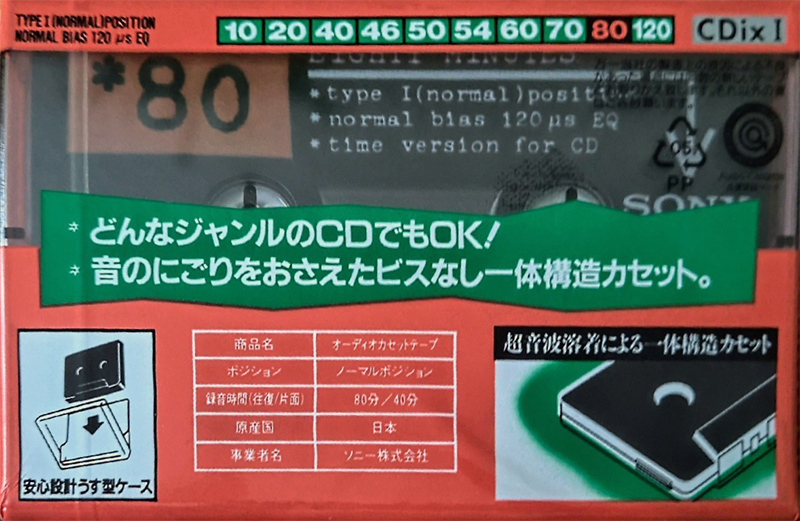 TYPE I (NORMAL) POSITION
NORMAL BIAS 120 μs EQ
10 20 40 46 50 54 60 70 80 120
CDix I
*80
EIGHTY MINUTES
*type I(normal)posit
*normal bias 120μs EQ
*time version for CD
05
PP
SONY
* どんなジャンルのCDでもOK!
* 音のにごりをおさえたビスなし一体構造カセット。
安心設計うす型ケース
商品名 オーディオカセットテープ
ポジション ノーマルポジション
録音時間(往復/片面) 80分/40分
原産国 日本
事業者名 ソニー株式会社
超音波溶着による一体構造カセット